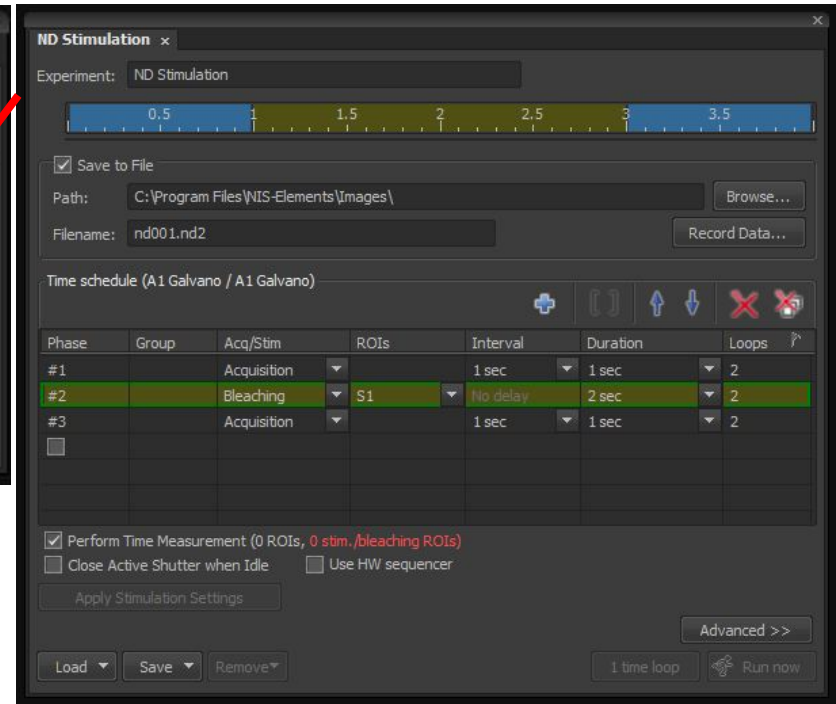 ND Stimulation
Experiment: ND Stimulation
0.5 1 1.5 2 2.5 3 3.5
Save to File
Path: C:\Program Files\NIS-Elements\Images\ Browse...
Filename: nd001.nd2 Record Data...
Time schedule (A1 Galvano / A1 Galvano)
Phase Group Acq/Stim ROIs Interval Duration Loops
#1 Acquisition 1 sec 1 sec 2
#2 Bleaching S1 No delay 2 sec 2
#3 Acquisition 1 sec 1 sec 2
Perform Time Measurement (0 ROIs, 0 stim./bleaching ROIs)
Close Active Shutter when Idle Use HW sequencer
Apply Stimulation Settings
Advanced >>
Load Save Remove 1 time loop Run now